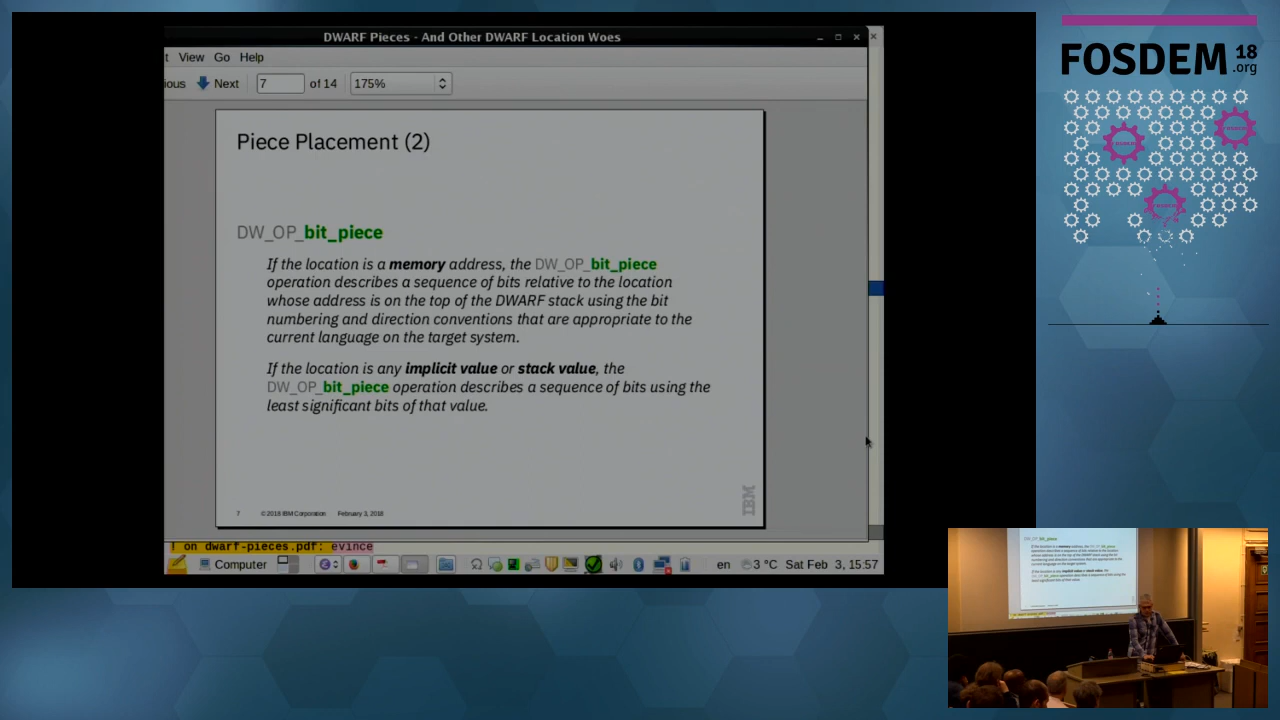 DWARF Pieces - And Other DWARF Location Woes
t View Go Help
ious Next 7 of 14 175%
Piece Placement (2)
DW_OP_bit_piece
If the location is a memory address, the DW_OP_bit_piece
operation describes a sequence of bits relative to the location
whose address is on the top of the DWARF stack using the bit
numbering and direction conventions that are appropriate to the
current language on the target system.
If the location is any implicit value or stack value, the
DW_OP_bit_piece operation describes a sequence of bits using the
least significant bits of that value.
7 © 2018 IBM Corporation February 3, 2018
IBM
! on dwarf-pieces.pdf: vince
Computer en 3 °C Sat Feb 3, 15:57
FOSDEM 18
.org